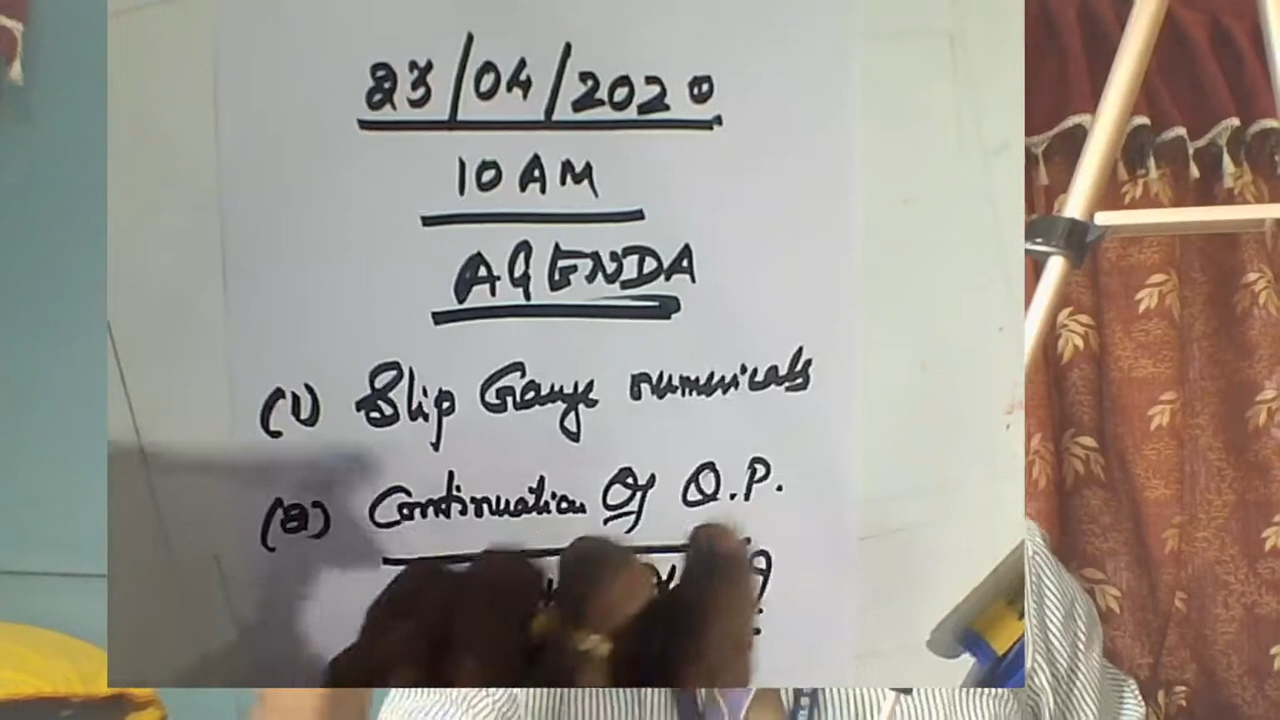 23/04/2020
10 AM
AGENDA
(1) Slip Gauge numericals
(2) Continuation Of Q.P.